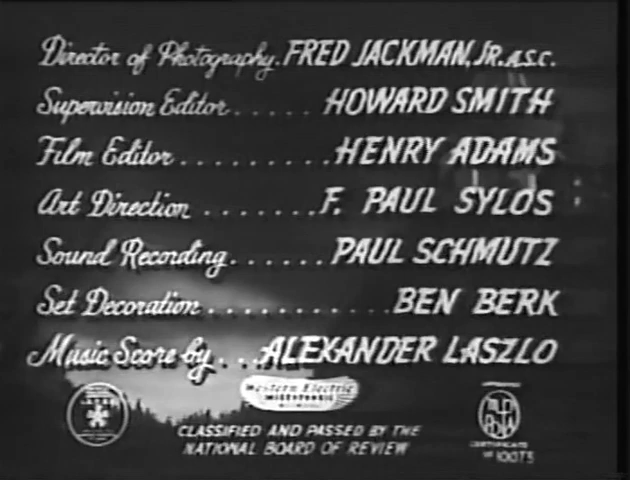 Director of Photography. FRED JACKMAN, JR. A.S.C.
Supervision Editor . . . . . HOWARD SMITH
Film Editor . . . . . . . . . . HENRY ADAMS
Art Direction . . . . . . . F. PAUL SYLOS
Sound Recording . . . . . . PAUL SCHMUTZ
Set Decoration . . . . . . . . . . . . BEN BERK
Music Score by . . . ALEXANDER LASZLO
Western Electric
CLASSIFIED AND PASSED BY THE
NATIONAL BOARD OF REVIEW
CERTIFICATE